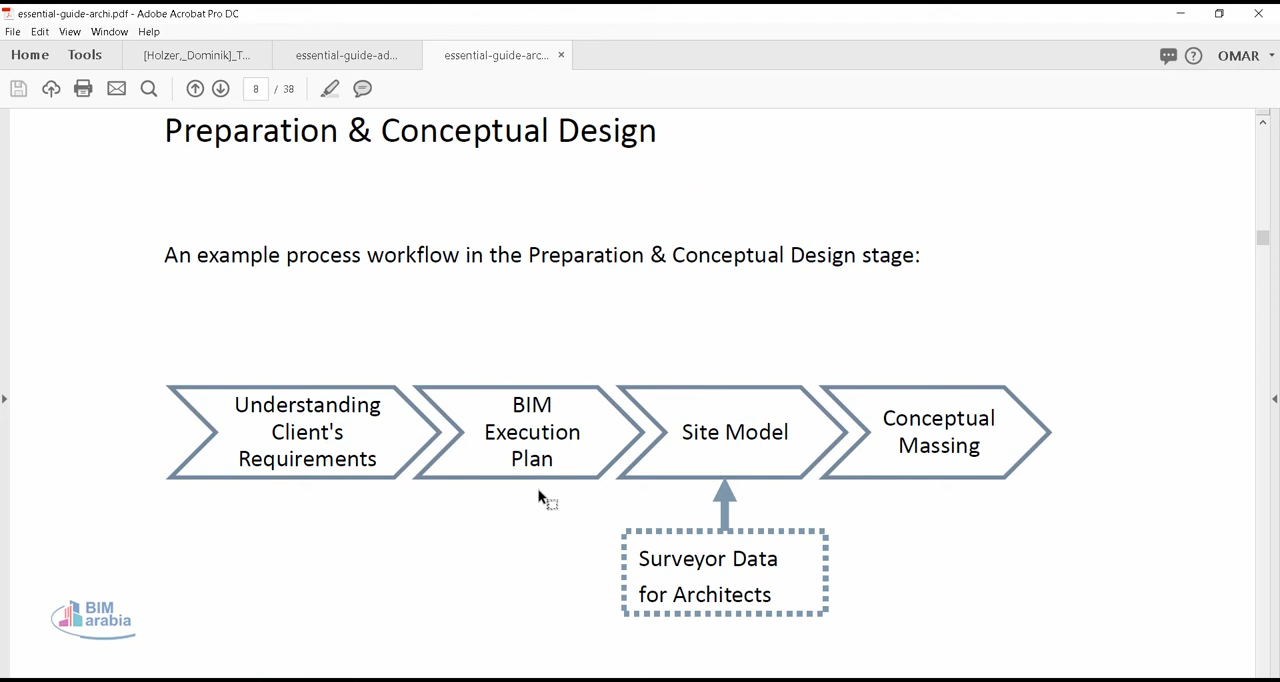 essential-guide-archi.pdf - Adobe Acrobat Pro DC
File Edit View Window Help
Home Tools [Holzer,_Dominik]_T... essential-guide-ad... essential-guide-arc... × OMAR
8 / 38
Preparation & Conceptual Design
An example process workflow in the Preparation & Conceptual Design stage:
Understanding
Client's
Requirements
BIM
Execution
Plan
Site Model
Conceptual
Massing
Surveyor Data
for Architects
BIM
arabia